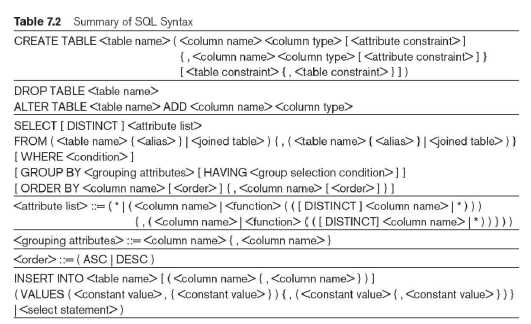 Table 7.2 Summary of SQL Syntax
CREATE TABLE <table name> ( <column name> <column type> [ <attribute constraint> ]
{ , <column name> <column type> [ <attribute constraint> ] }
[ <table constraint> { , <table constraint> } ] )
DROP TABLE <table name>
ALTER TABLE <table name> ADD <column name> <column type>
SELECT [ DISTINCT ] <attribute list>
FROM ( <table name> { <alias> } | <joined table> ) { , ( <table name> { <alias> } | <joined table> ) }
[ WHERE <condition> ]
[ GROUP BY <grouping attributes> [ HAVING <group selection condition> ] ]
[ ORDER BY <column name> [ <order> ] { , <column name> [ <order> ] } ]
<attribute list> ::= ( * | ( <column name> | <function> ( ( [ DISTINCT ] <column name> | * ) ) )
{ , ( <column name> | <function> ( ( [ DISTINCT] <column name> | * ) ) } ) )
<grouping attributes> ::= <column name> { , <column name> }
<order> ::= ( ASC | DESC )
INSERT INTO <table name> [ ( <column name> { , <column name> } ) ]
( VALUES ( <constant value> , { <constant value> } ) { , ( <constant value> { , <constant value> } ) }
| <select statement> )